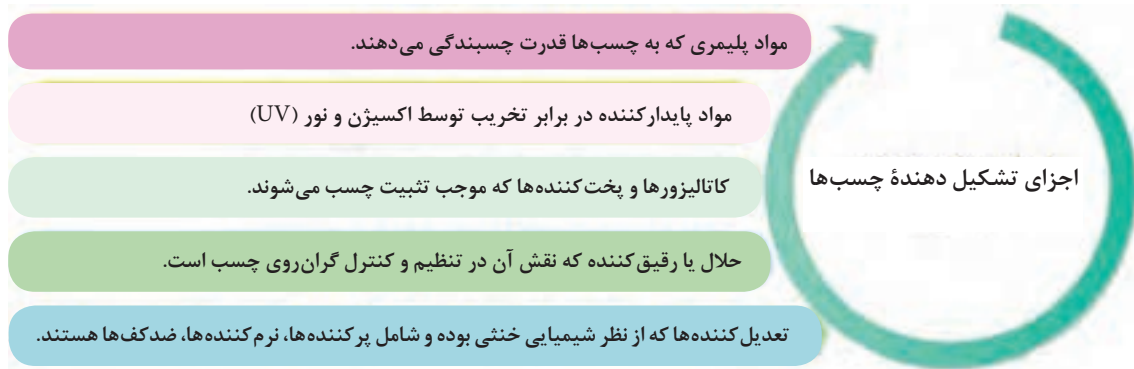 اجزای تشکیل دهندهٔ چسب‌ها
مواد پلیمری که به چسب‌ها قدرت چسبندگی می‌دهند.
مواد پایدارکننده در برابر تخریب توسط اکسیژن و نور (UV)
کاتالیزورها و پخت‌کننده‌ها که موجب تثبیت چسب می‌شوند.
حلال یا رقیق‌کننده که نقش آن در تنظیم و کنترل گران‌روی چسب است.
تعدیل‌کننده‌ها که از نظر شیمیایی خنثی بوده و شامل پرکننده‌ها، نرم‌کننده‌ها، ضدکف‌ها هستند.